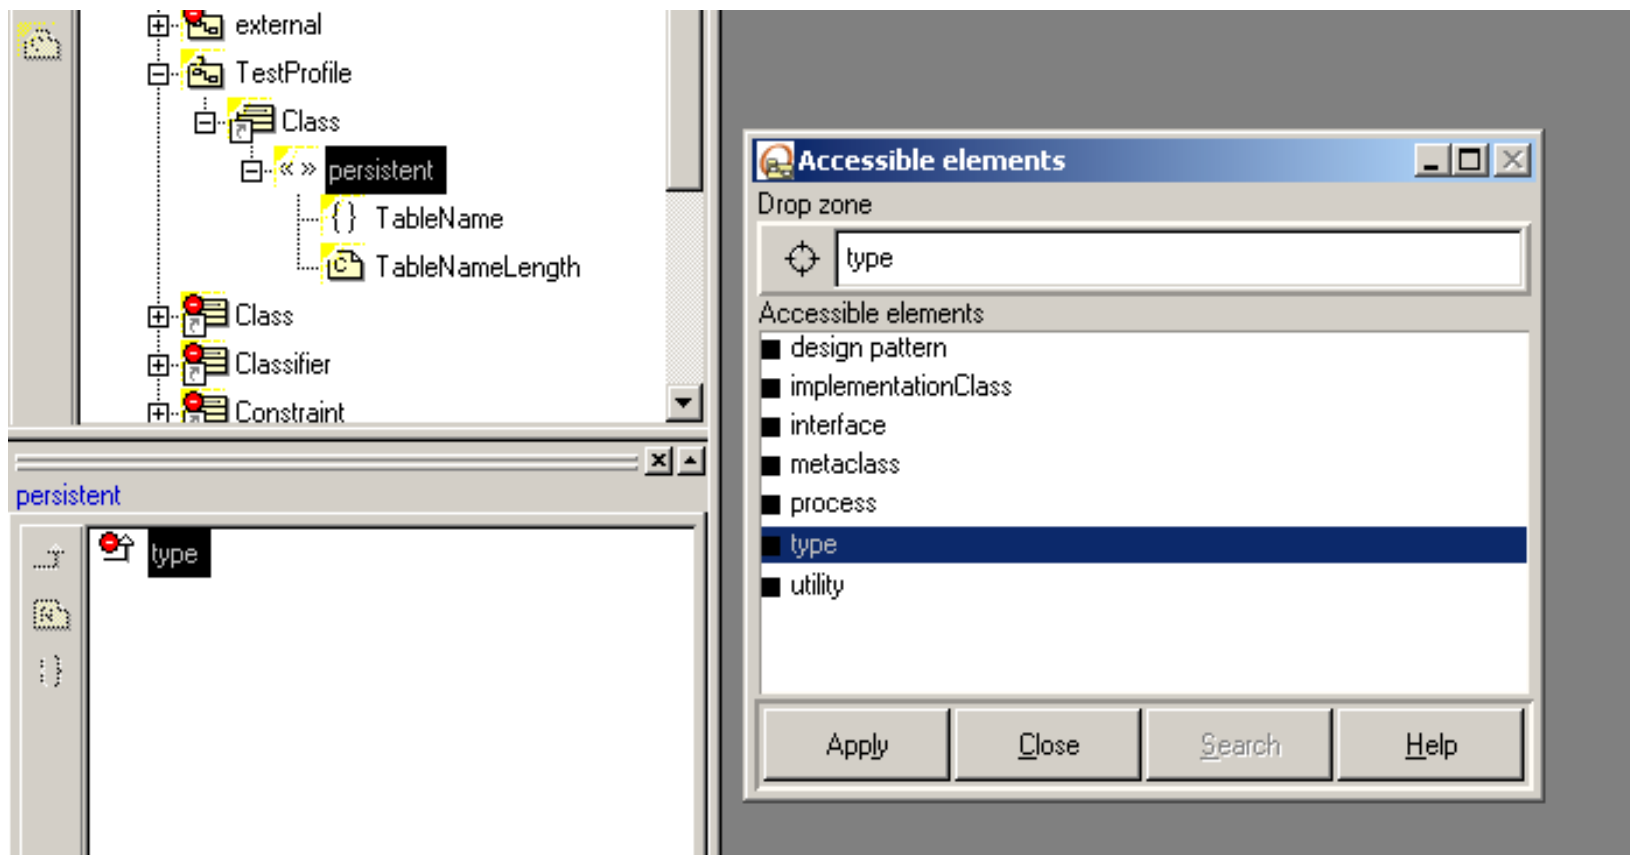 external
TestProfile
Class
« » persistent
{ } TableName
TableNameLength
Class
Classifier
Constraint
persistent
type
Accessible elements
Drop zone
type
Accessible elements
design pattern
implementationClass
interface
metaclass
process
type
utility
Apply
Close
Search
Help